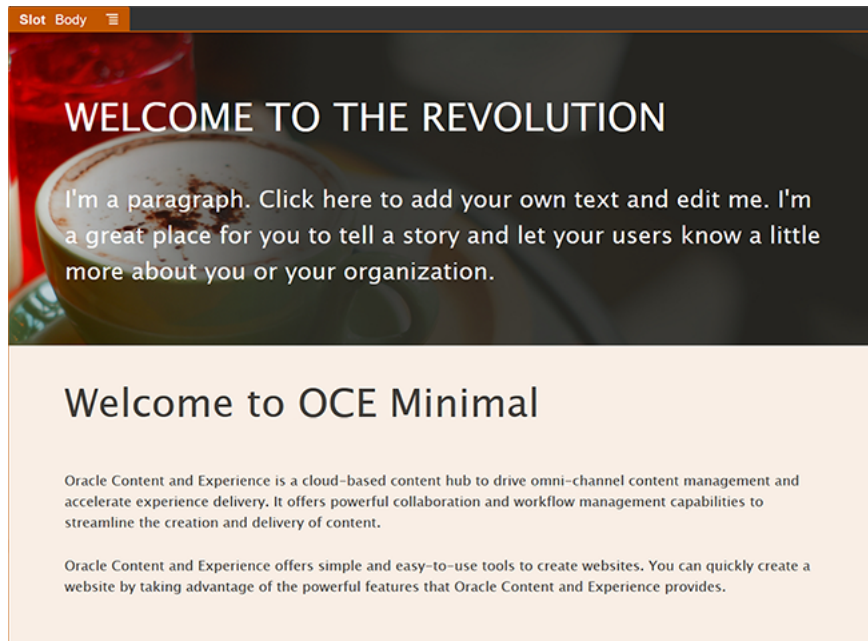 Slot Body
WELCOME TO THE REVOLUTION
I'm a paragraph. Click here to add your own text and edit me. I'm
a great place for you to tell a story and let your users know a little
more about you or your organization.
Welcome to OCE Minimal
Oracle Content and Experience is a cloud-based content hub to drive omni-channel content management and
accelerate experience delivery. It offers powerful collaboration and workflow management capabilities to
streamline the creation and delivery of content.
Oracle Content and Experience offers simple and easy-to-use tools to create websites. You can quickly create a
website by taking advantage of the powerful features that Oracle Content and Experience provides.